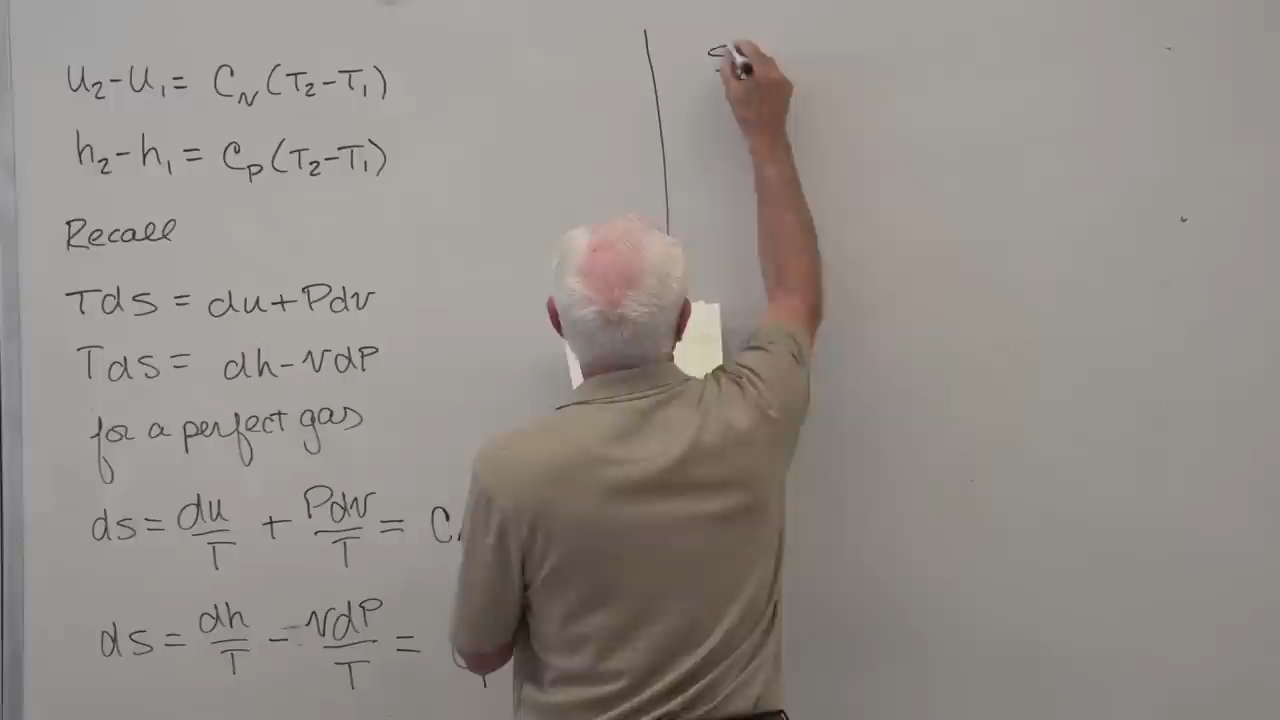 u₂-u₁= Cᵥ(T₂-T₁)
h₂-h₁= Cₚ(T₂-T₁)
Recall
Tds = du+Pdv
Tds = dh-vdP
for a perfect gas
ds = du/T + Pdv/T = C
ds = dh/T - vdP/T =